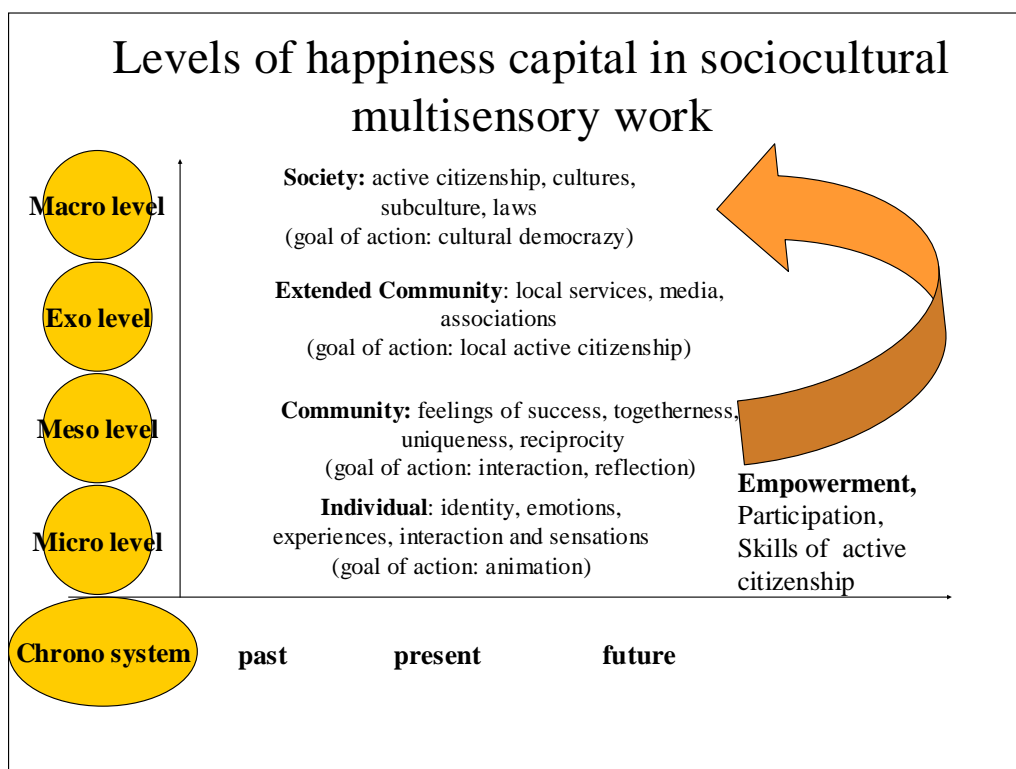 Levels of happiness capital in sociocultural
multisensory work
Macro level
Society: active citizenship, cultures,
subculture, laws
(goal of action: cultural democrazy)
Exo level
Extended Community: local services, media,
associations
(goal of action: local active citizenship)
Meso level
Community: feelings of success, togetherness,
uniqueness, reciprocity
(goal of action: interaction, reflection)
Micro level
Individual: identity, emotions,
experiences, interaction and sensations
(goal of action: animation)
Empowerment,
Participation,
Skills of active
citizenship
Chrono system past present future